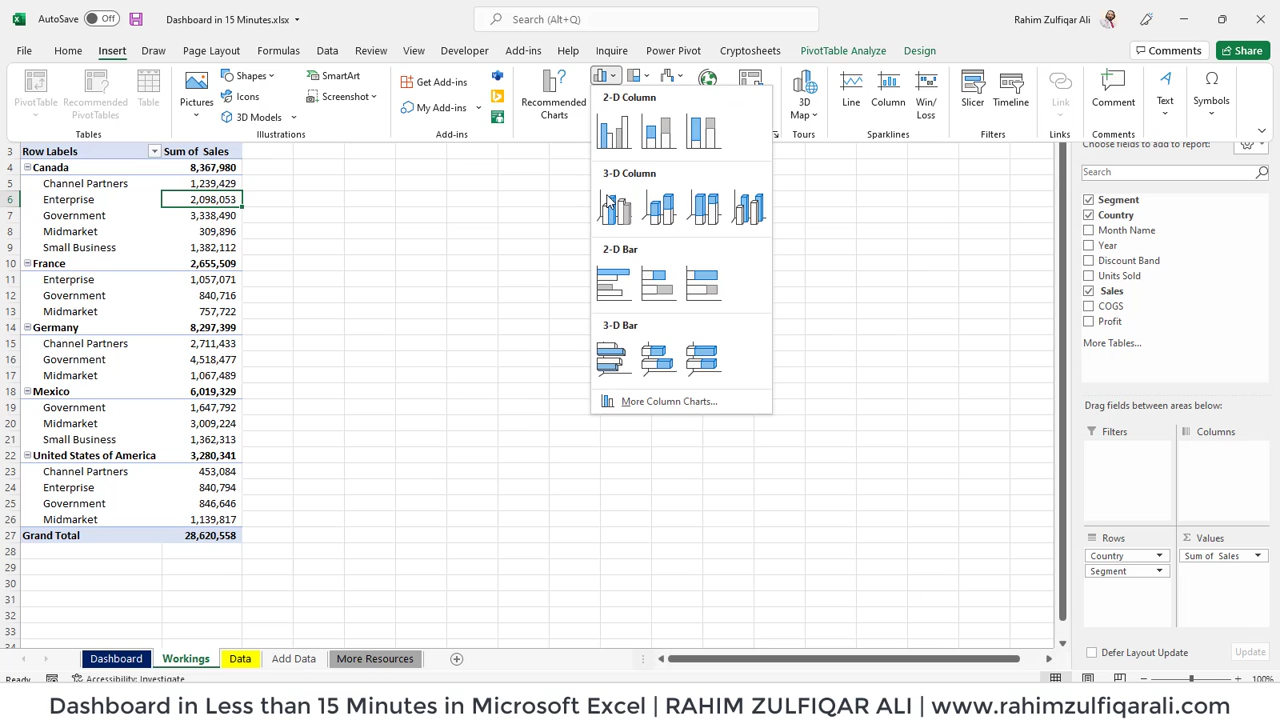 AutoSave Off Dashboard in 15 Minutes.xlsx Search (Alt+Q) Rahim Zulfiqar Ali
File Home Insert Draw Page Layout Formulas Data Review View Developer Add-ins Help Inquire Power Pivot Cryptosheets PivotTable Analyze Design Comments Share
PivotTable
Recommended
PivotTables
Table
Tables
Pictures
Shapes
Icons
3D Models
SmartArt
Screenshot
Illustrations
Get Add-ins
My Add-ins
Add-ins
Recommended
Charts
3D
Map
Tours
Line
Column
Win/
Loss
Sparklines
Slicer
Timeline
Filters
Link
Links
Comment
Comments
Text
Symbols
2-D Column
3-D Column
2-D Bar
3-D Bar
More Column Charts...
3 Row Labels Sum of Sales
4 Canada 8,367,980
5 Channel Partners 1,239,429
6 Enterprise 2,098,053
7 Government 3,338,490
8 Midmarket 309,896
9 Small Business 1,382,112
10 France 2,655,509
11 Enterprise 1,057,071
12 Government 840,716
13 Midmarket 757,722
14 Germany 8,297,399
15 Channel Partners 2,711,433
16 Government 4,518,477
17 Midmarket 1,067,489
18 Mexico 6,019,329
19 Government 1,647,792
20 Midmarket 3,009,224
21 Small Business 1,362,313
22 United States of America 3,280,341
23 Channel Partners 453,084
24 Enterprise 840,794
25 Government 846,646
26 Midmarket 1,139,817
27 Grand Total 28,620,558
28
29
30
31
32
33
Choose fields to add to report:
Search
Segment
Country
Month Name
Year
Discount Band
Units Sold
Sales
COGS
Profit
More Tables...
Drag fields between areas below:
Filters Columns
Rows Σ Values
Country Sum of Sales
Segment
Defer Layout Update Update
Dashboard Workings Data Add Data More Resources
Ready Accessibility: Investigate 100%
Dashboard in Less than 15 Minutes in Microsoft Excel | RAHIM ZULFIQAR ALI | www.rahimzulfiqarali.com